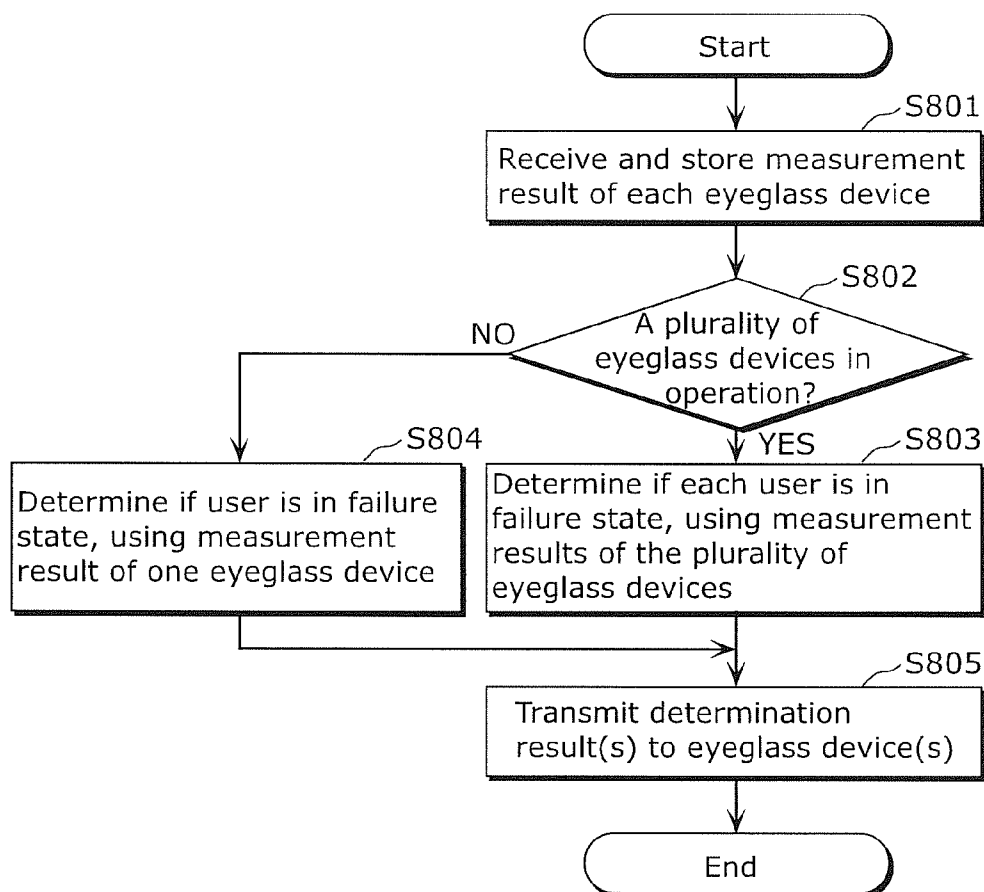 Start
S801
Receive and store measurement
result of each eyeglass device
S802
A plurality of
eyeglass devices in
operation?
NO
YES
S804
Determine if user is in failure
state, using measurement
result of one eyeglass device
S803
Determine if each user is in
failure state, using measurement
results of the plurality of
eyeglass devices
S805
Transmit determination
result(s) to eyeglass device(s)
End